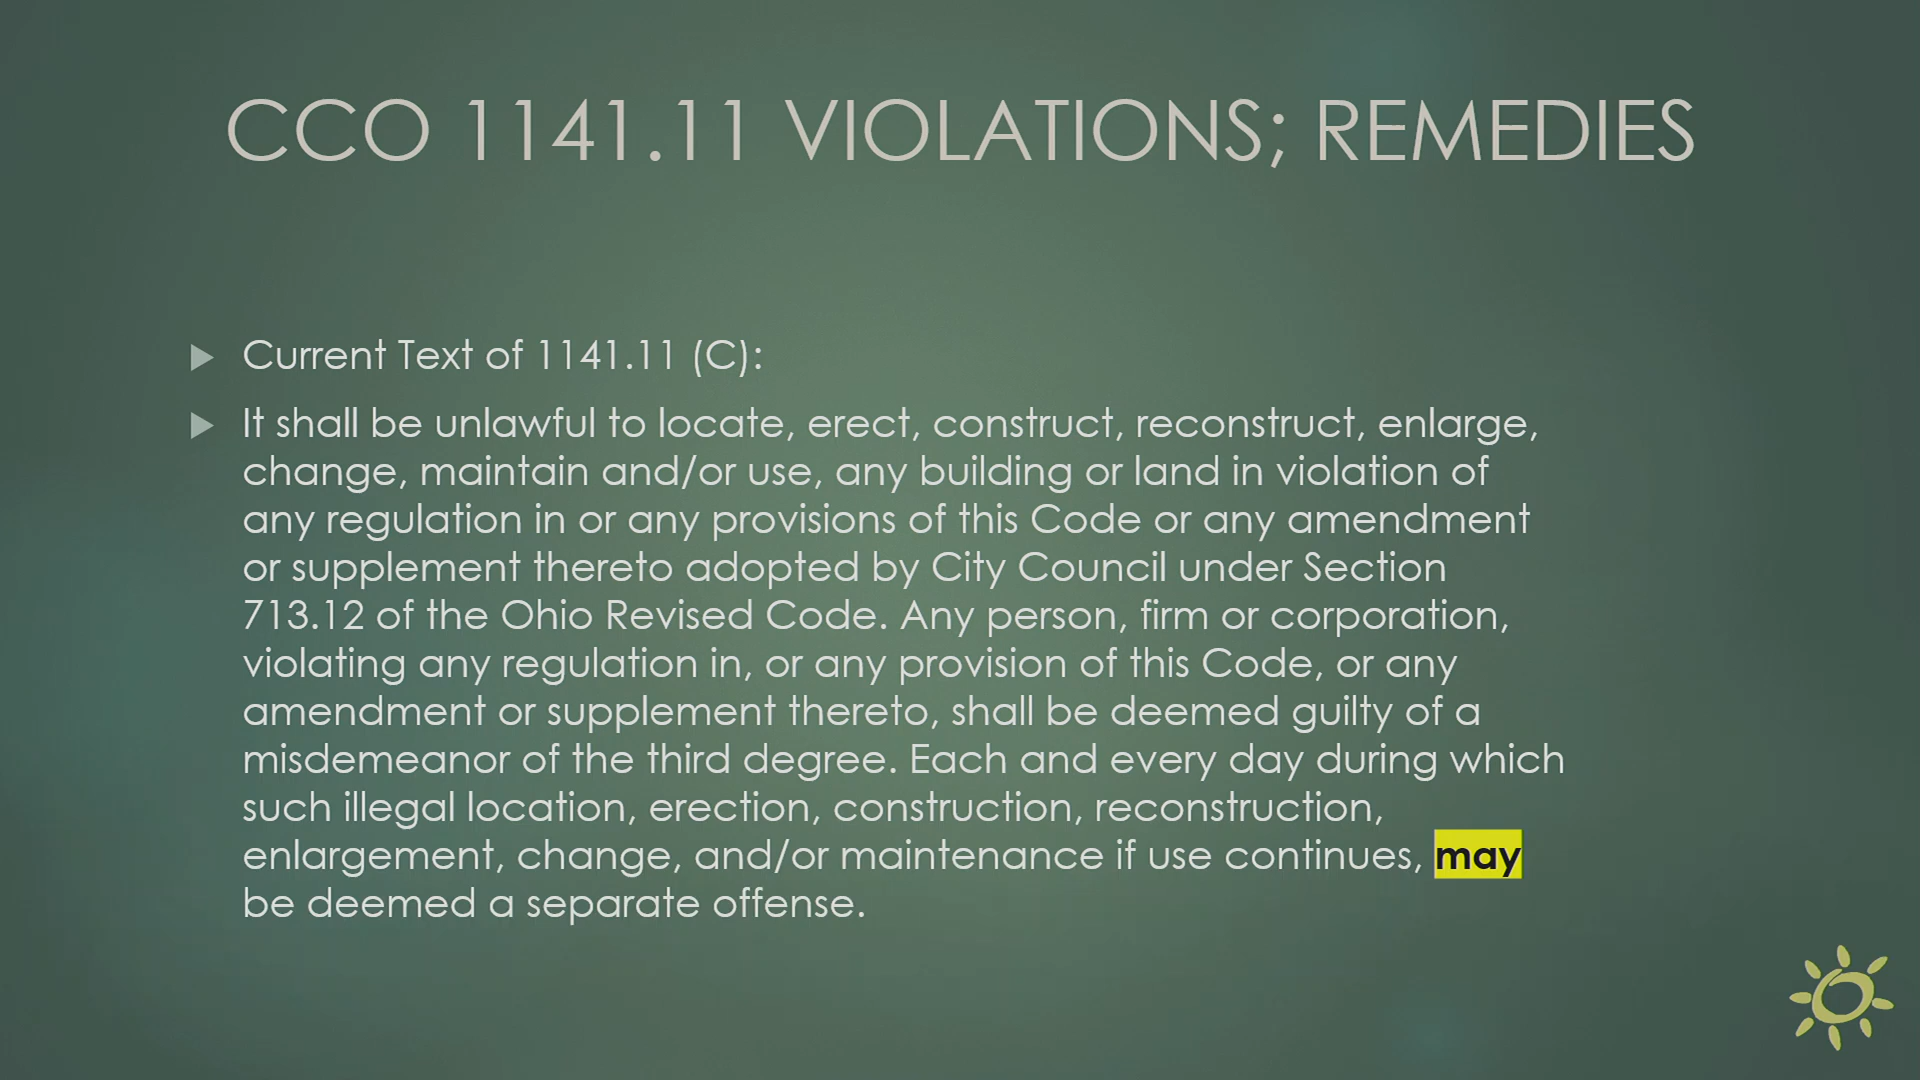 CCO 1141.11 VIOLATIONS; REMEDIES
Current Text of 1141.11 (C):
It shall be unlawful to locate, erect, construct, reconstruct, enlarge,
change, maintain and/or use, any building or land in violation of
any regulation in or any provisions of this Code or any amendment
or supplement thereto adopted by City Council under Section
713.12 of the Ohio Revised Code. Any person, firm or corporation,
violating any regulation in, or any provision of this Code, or any
amendment or supplement thereto, shall be deemed guilty of a
misdemeanor of the third degree. Each and every day during which
such illegal location, erection, construction, reconstruction,
enlargement, change, and/or maintenance if use continues, may
be deemed a separate offense.